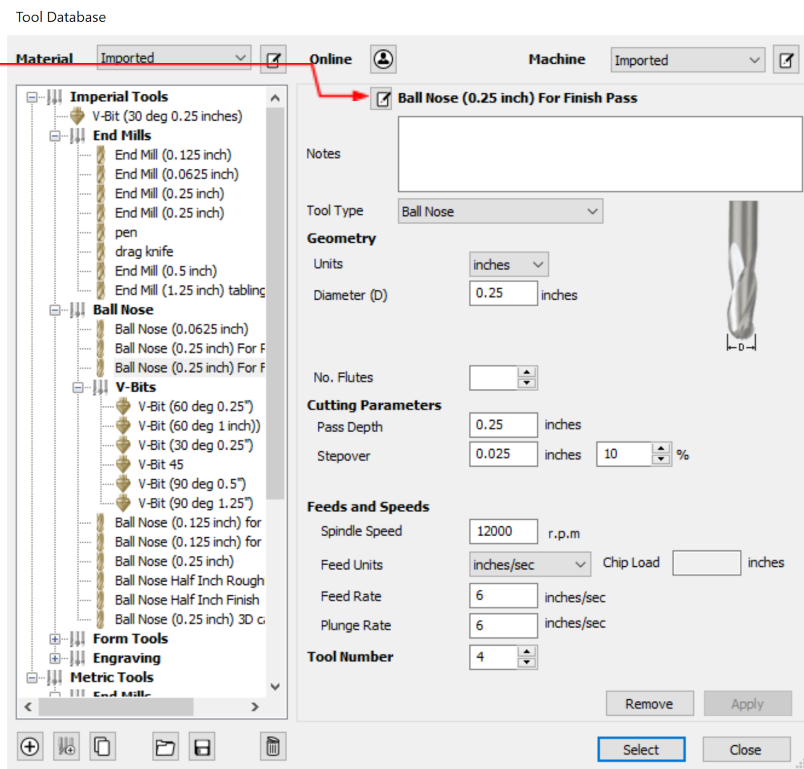 Tool Database
Material Imported Online Machine Imported
Imperial Tools
V-Bit (30 deg 0.25 inches)
End Mills
End Mill (0.125 inch)
End Mill (0.0625 inch)
End Mill (0.25 inch)
End Mill (0.25 inch)
pen
drag knife
End Mill (0.5 inch)
End Mill (1.25 inch) tabling
Ball Nose
Ball Nose (0.0625 inch)
Ball Nose (0.25 inch) For
Ball Nose (0.25 inch) For
V-Bits
V-Bit (60 deg 0.25")
V-Bit (60 deg 1 inch))
V-Bit (30 deg 0.25")
V-Bit 45
V-Bit (90 deg 0.5")
V-Bit (90 deg 1.25")
Ball Nose (0.125 inch) for
Ball Nose (0.125 inch) for
Ball Nose (0.25 inch)
Ball Nose Half Inch Rough
Ball Nose Half Inch Finish
Ball Nose (0.25 inch) 3D
Form Tools
Engraving
Metric Tools
End Mills
Ball Nose (0.25 inch) For Finish Pass
Notes
Tool Type Ball Nose
Geometry
Units inches
Diameter (D) 0.25 inches
D
No. Flutes
Cutting Parameters
Pass Depth 0.25 inches
Stepover 0.025 inches 10 %
Feeds and Speeds
Spindle Speed 12000 r.p.m
Feed Units inches/sec Chip Load inches
Feed Rate 6 inches/sec
Plunge Rate 6 inches/sec
Tool Number 4
Remove Apply
Select Close